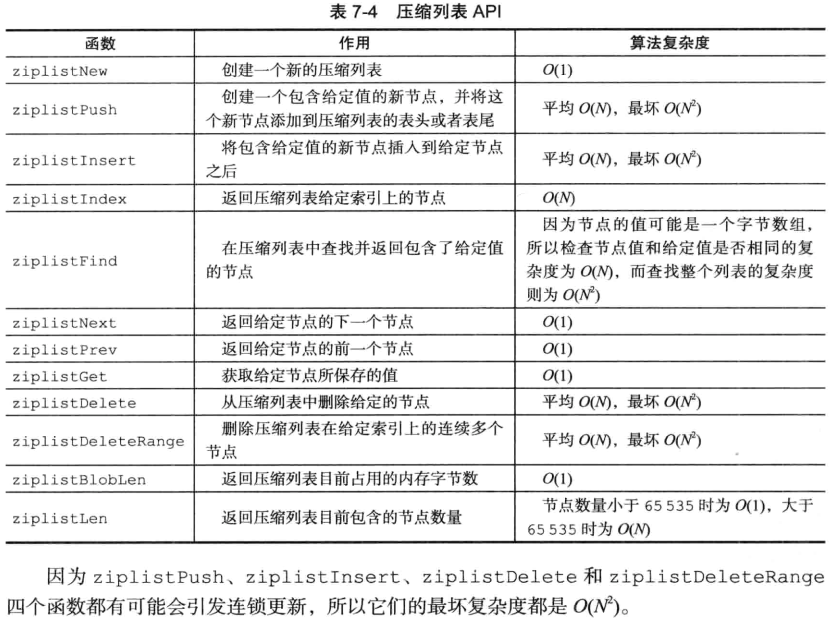 表 7-4 压缩列表 API
函数 作用 算法复杂度
ziplistNew 创建一个新的压缩列表 O(1)
ziplistPush 创建一个包含给定值的新节点，并将这个新节点添加到压缩列表的表头或者表尾 平均 O(N)，最坏 O(N²)
ziplistInsert 将包含给定值的新节点插入到给定节点之后 平均 O(N)，最坏 O(N²)
ziplistIndex 返回压缩列表给定索引上的节点 O(N)
ziplistFind 在压缩列表中查找并返回包含了给定值的节点 因为节点的值可能是一个字节数组，所以检查节点值和给定值是否相同的复杂度为 O(N)，而查找整个列表的复杂度则为 O(N²)
ziplistNext 返回给定节点的下一个节点 O(1)
ziplistPrev 返回给定节点的前一个节点 O(1)
ziplistGet 获取给定节点所保存的值 O(1)
ziplistDelete 从压缩列表中删除给定的节点 平均 O(N)，最坏 O(N²)
ziplistDeleteRange 删除压缩列表在给定索引上的连续多个节点 平均 O(N)，最坏 O(N²)
ziplistBlobLen 返回压缩列表目前占用的内存字节数 O(1)
ziplistLen 返回压缩列表目前包含的节点数量 节点数量小于 65 535 时为 O(1)，大于 65 535 时为 O(N)
因为 ziplistPush、ziplistInsert、ziplistDelete 和 ziplistDeleteRange
四个函数都有可能会引发连锁更新，所以它们的最坏复杂度都是 O(N²)。